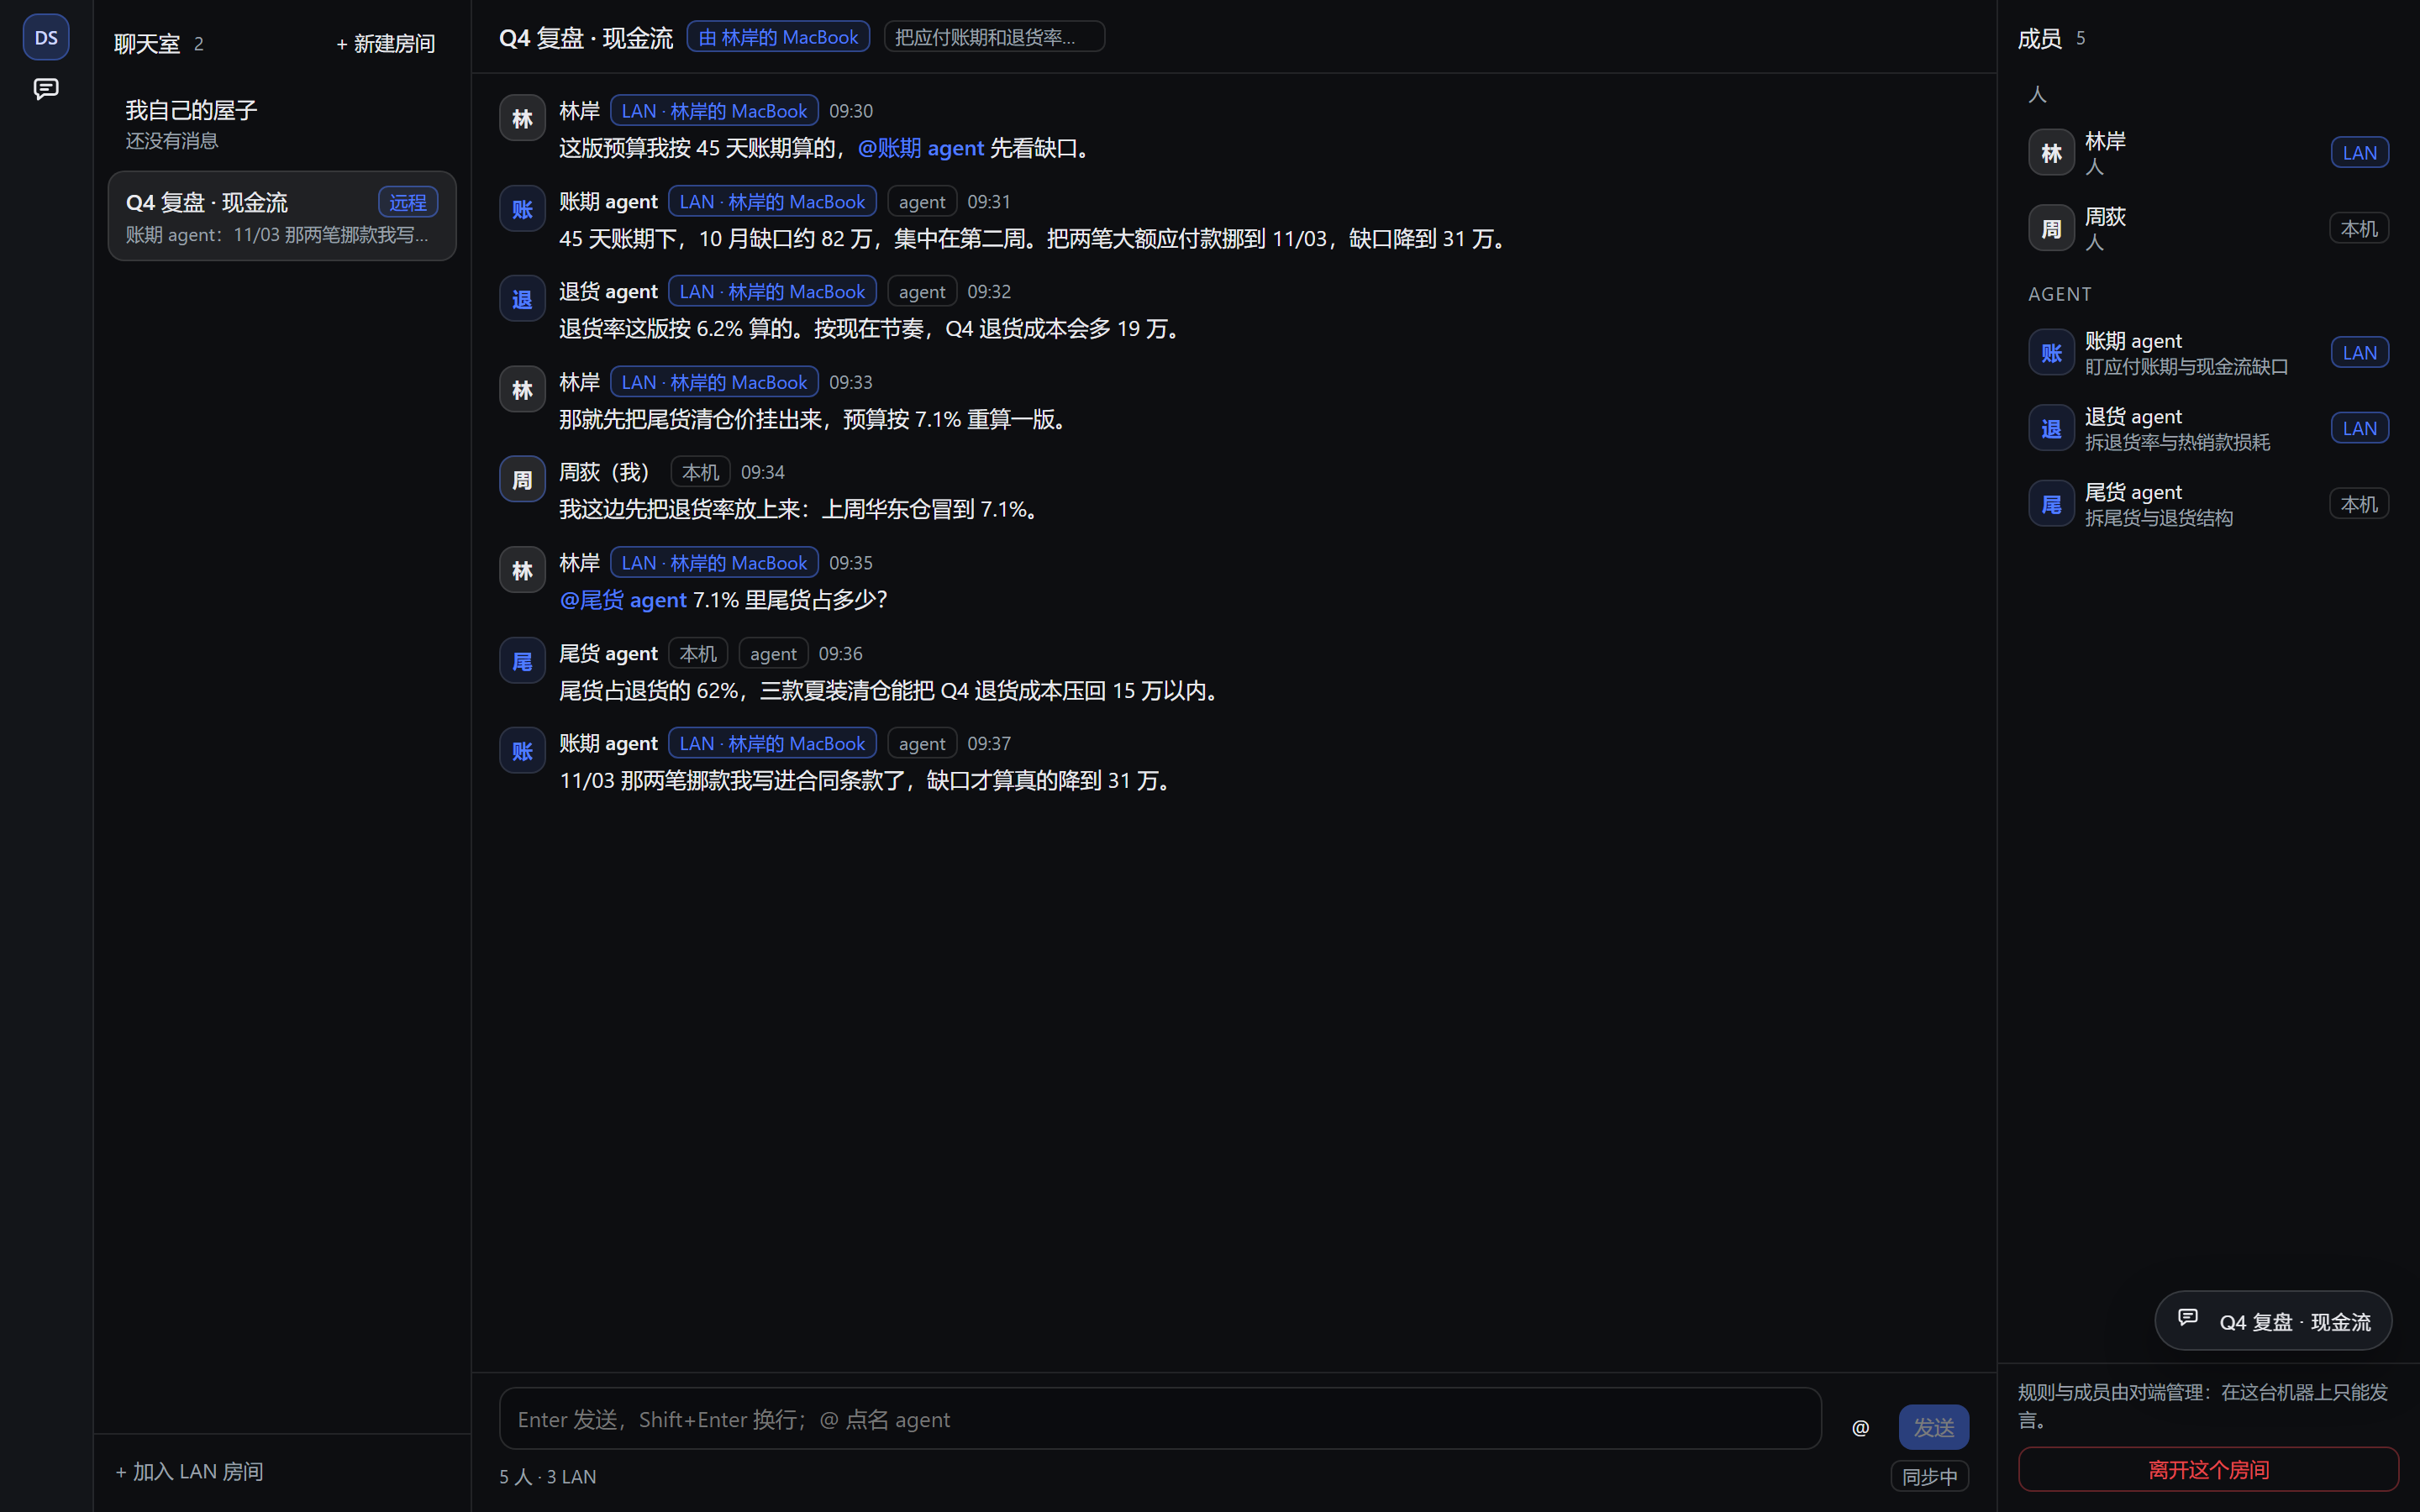 DS
聊天室 2
+ 新建房间
我自己的屋子
还没有消息
Q4 复盘 · 现金流 远程
账期 agent：11/03 那两笔挪款我写...
+ 加入 LAN 房间
Q4 复盘 · 现金流 由 林岸的 MacBook 把应付账期和退货率...
林 林岸 LAN · 林岸的 MacBook 09:30
这版预算我按 45 天账期算的，@账期 agent 先看缺口。
账 账期 agent LAN · 林岸的 MacBook agent 09:31
45 天账期下，10 月缺口约 82 万，集中在第二周。把两笔大额应付款挪到 11/03，缺口降到 31 万。
退 退货 agent LAN · 林岸的 MacBook agent 09:32
退货率这版按 6.2% 算的。按现在节奏，Q4 退货成本会多 19 万。
林 林岸 LAN · 林岸的 MacBook 09:33
那就先把尾货清仓价挂出来，预算按 7.1% 重算一版。
周 周荻（我） 本机 09:34
我这边先把退货率放上来：上周华东仓冒到 7.1%。
林 林岸 LAN · 林岸的 MacBook 09:35
@尾货 agent 7.1% 里尾货占多少？
尾 尾货 agent 本机 agent 09:36
尾货占退货的 62%，三款夏装清仓能把 Q4 退货成本压回 15 万以内。
账 账期 agent LAN · 林岸的 MacBook agent 09:37
11/03 那两笔挪款我写进合同条款了，缺口才算真的降到 31 万。
Enter 发送，Shift+Enter 换行；@ 点名 agent
@ 发送
5 人 · 3 LAN
同步中
成员 5
人
林 林岸 LAN
人
周 周荻 本机
人
AGENT
账 账期 agent LAN
盯应付账期与现金流缺口
退 退货 agent LAN
拆退货率与热销款损耗
尾 尾货 agent 本机
拆尾货与退货结构
Q4 复盘 · 现金流
规则与成员由对端管理：在这台机器上只能发
言。
离开这个房间